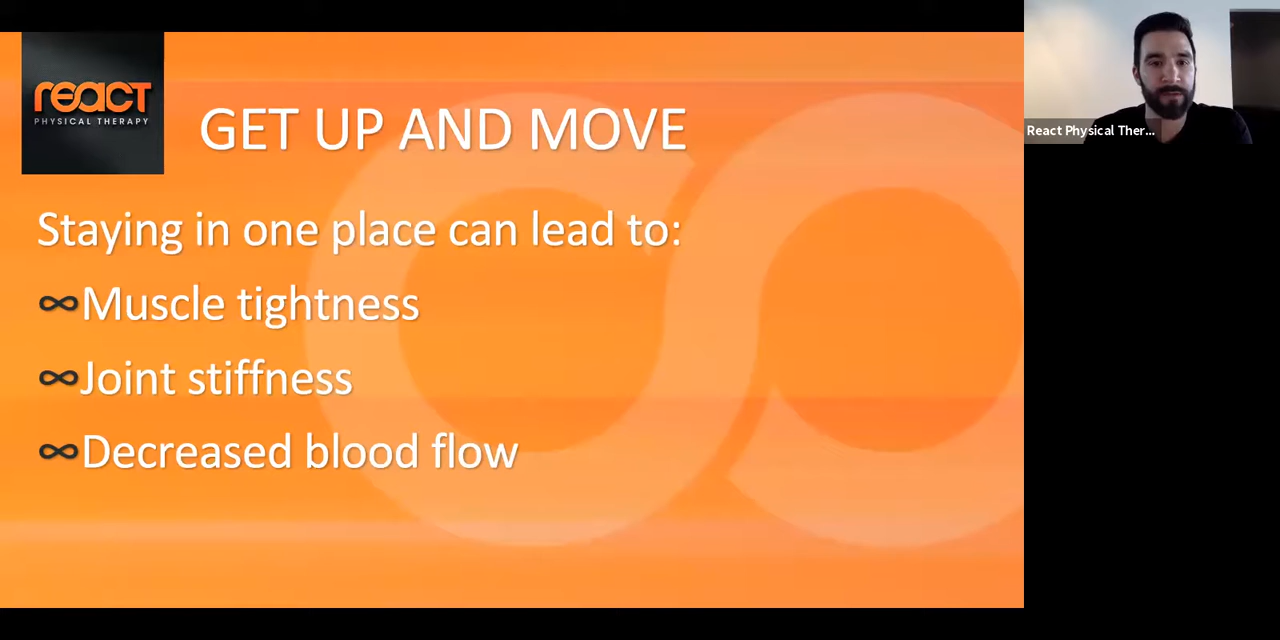 react
PHYSICAL THERAPY
GET UP AND MOVE
Staying in one place can lead to:
∞Muscle tightness
∞Joint stiffness
∞Decreased blood flow
React Physical Ther...